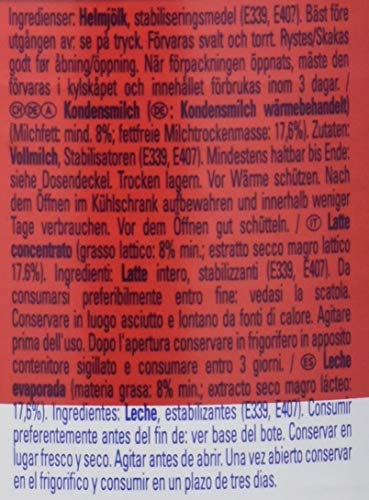 Ingredienser: Helmjölk, stabiliseringsmedel (E339, E407). Bäst före
utgången av: se på tryck. Förvaras svalt och torrt. Rystes/Skakas
godt før åbning/öppning. När förpackningen öppnats, måste den
förvaras i kylskåpet och innehållet förbrukas inom 3 dagar. /
CH DE A Kondensmilch (DE: Kondensmilch wärmebehandelt)
(Milchfett: mind. 8%; fettfreie Milchtrockenmasse: 17,6%). Zutaten:
Vollmilch, Stabilisatoren (E339, E407). Mindestens haltbar bis Ende:
siehe Dosendeckel. Trocken lagern. Vor Wärme schützen. Nach
dem Öffnen im Kühlschrank aufbewahren und innerhalb weniger
Tage verbrauchen. Vor dem Öffnen gut schütteln. / IT Latte
concentrato (grasso lattico: 8% min.; estratto secco magro lattico
17.6%). Ingredienti: Latte intero, stabilizzanti (E339, E407). Da
consumarsi preferibilmente entro fine: vedasi la scatola.
Conservare in luogo asciutto e lontano da fonti di calore. Agitare
prima dell'uso. Dopo l'apertura conservare in frigorifero in apposito
contenitore sigillato e consumare entro 3 giorni. / ES Leche
evaporada (materia grasa: 8% min.; extracto seco magro lácteo:
17,6%). Ingredientes: Leche, estabilizantes (E339, E407). Consumir
preferentemente antes del fin de: ver base del bote. Conservar en
lugar fresco y seco. Agitar antes de abrir. Una vez abierto conservar
en el frigorífico y consumir en un plazo de tres días.